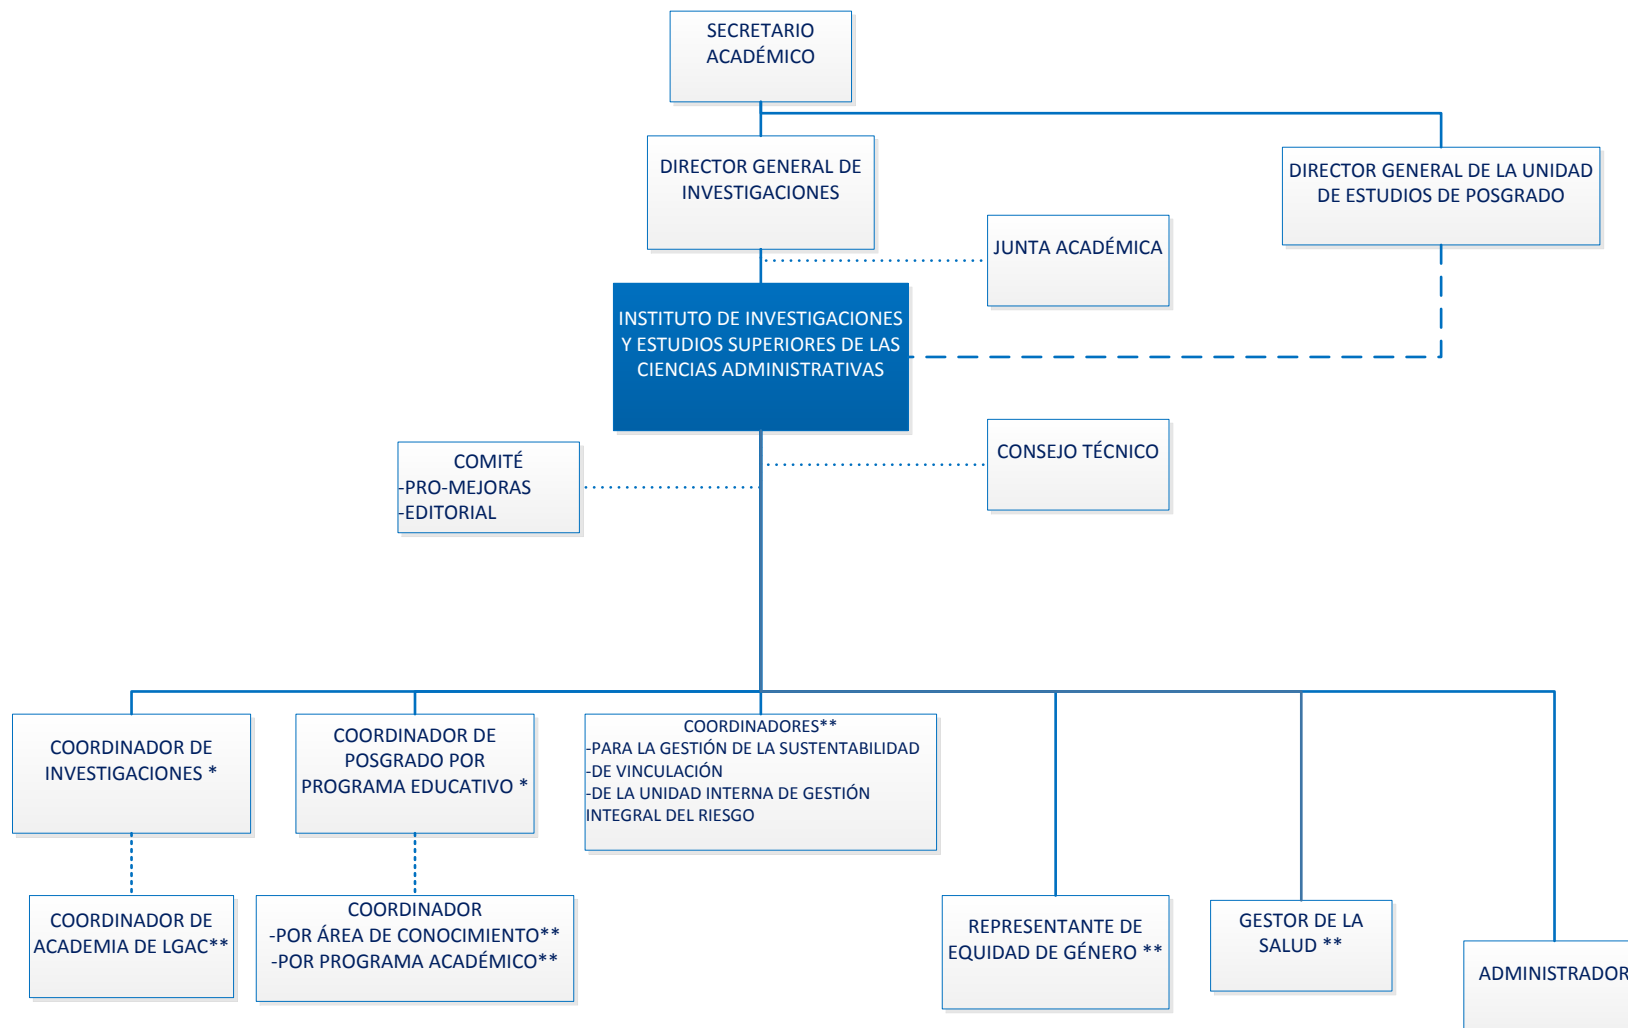 SECRETARIO
ACADÉMICO
DIRECTOR GENERAL DE
INVESTIGACIONES
DIRECTOR GENERAL DE LA UNIDAD
DE ESTUDIOS DE POSGRADO
JUNTA ACADÉMICA
INSTITUTO DE INVESTIGACIONES
Y ESTUDIOS SUPERIORES DE LAS
CIENCIAS ADMINISTRATIVAS
COMITÉ
-PRO-MEJORAS
-EDITORIAL
CONSEJO TÉCNICO
COORDINADOR DE
INVESTIGACIONES *
COORDINADOR DE
POSGRADO POR
PROGRAMA EDUCATIVO *
COORDINADORES**
-PARA LA GESTIÓN DE LA SUSTENTABILIDAD
-DE VINCULACIÓN
-DE LA UNIDAD INTERNA DE GESTIÓN
INTEGRAL DEL RIESGO
COORDINADOR DE
ACADEMIA DE LGAC**
COORDINADOR
-POR ÁREA DE CONOCIMIENTO**
-POR PROGRAMA ACADÉMICO**
REPRESENTANTE DE
EQUIDAD DE GÉNERO **
GESTOR DE LA
SALUD **
ADMINISTRADOR